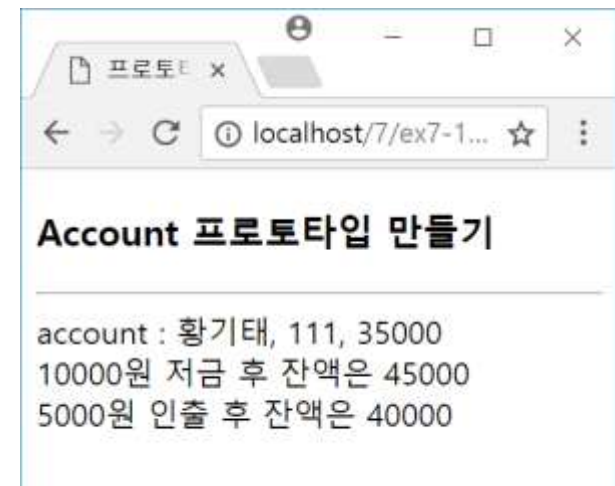 프로토
localhost/7/ex7-1...
Account 프로토타입 만들기
account : 황기태, 111, 35000
10000원 저금 후 잔액은 45000
5000원 인출 후 잔액은 40000